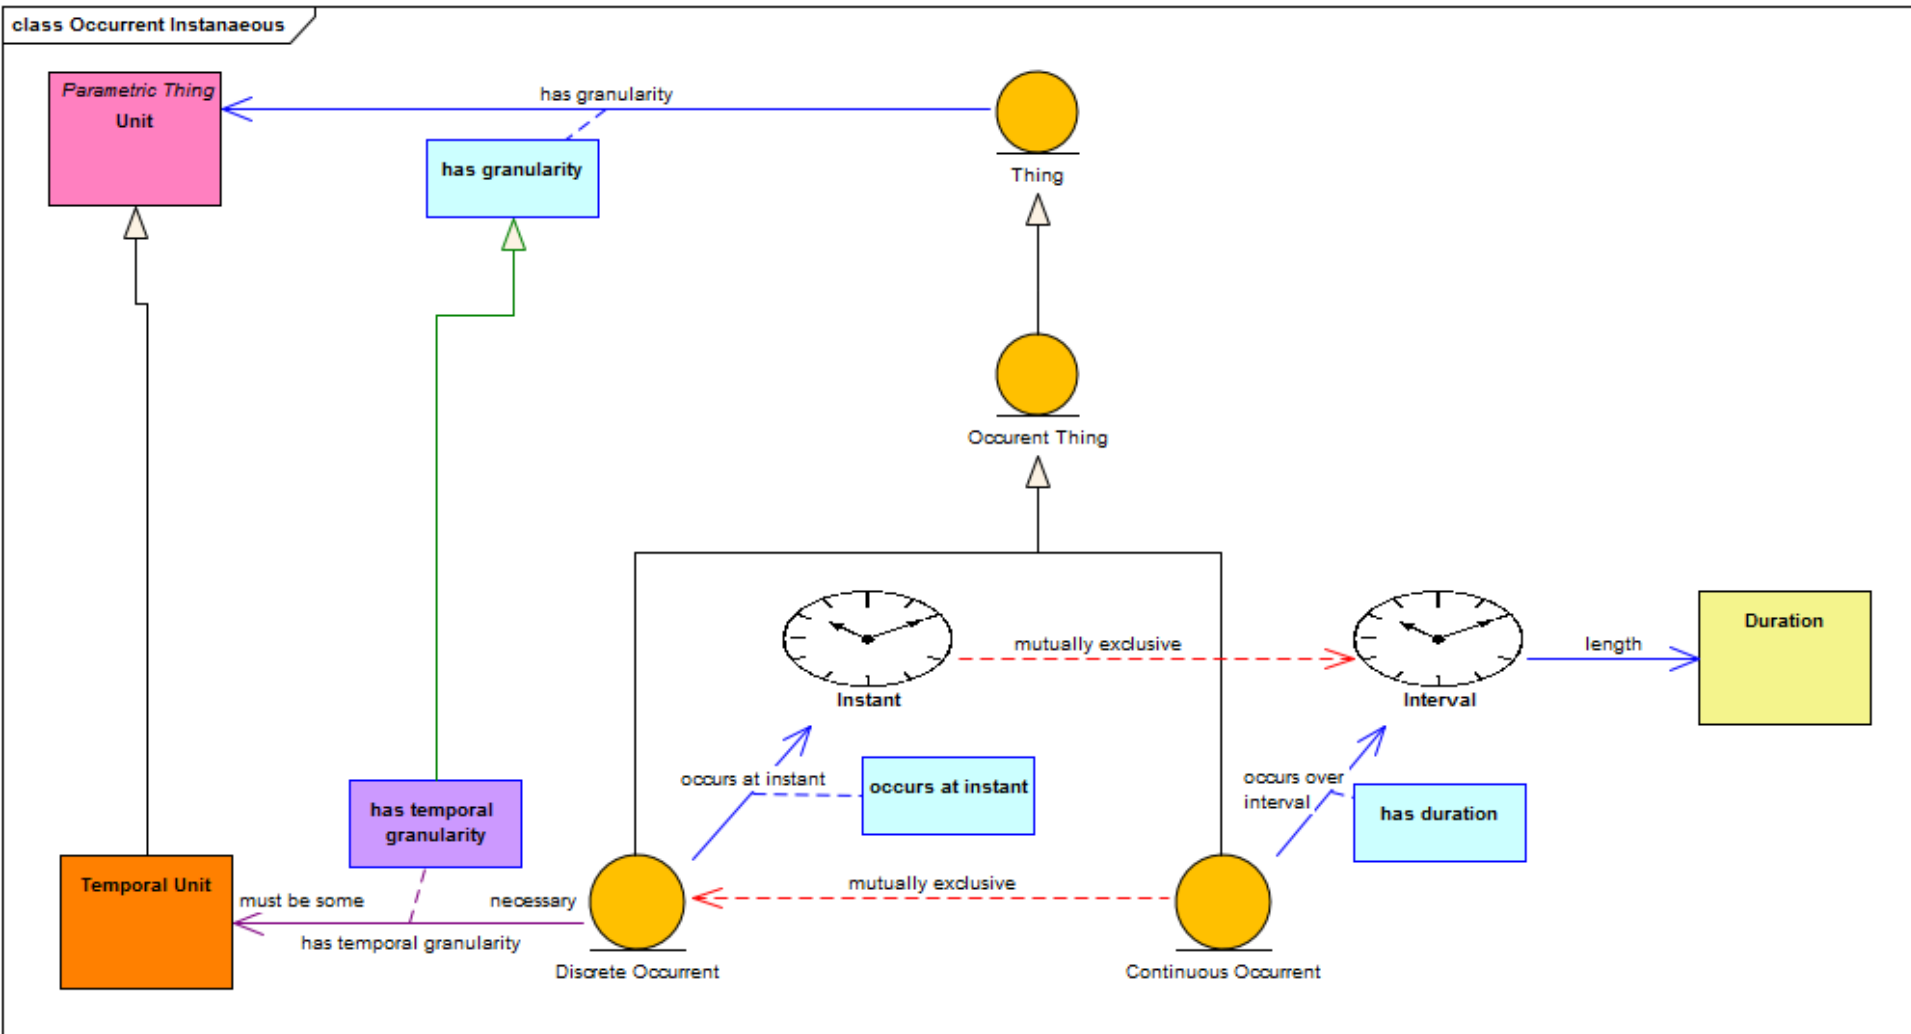 class Occurrent Instanaeous
Parametric Thing
Unit
has granularity
has granularity
Thing
Occurent Thing
mutually exclusive
length
Duration
Instant
Interval
occurs at instant
occurs at instant
occurs over
interval
has duration
has temporal
granularity
Temporal Unit
must be some
necessary
has temporal granularity
mutually exclusive
Discrete Occurrent
Continuous Occurrent